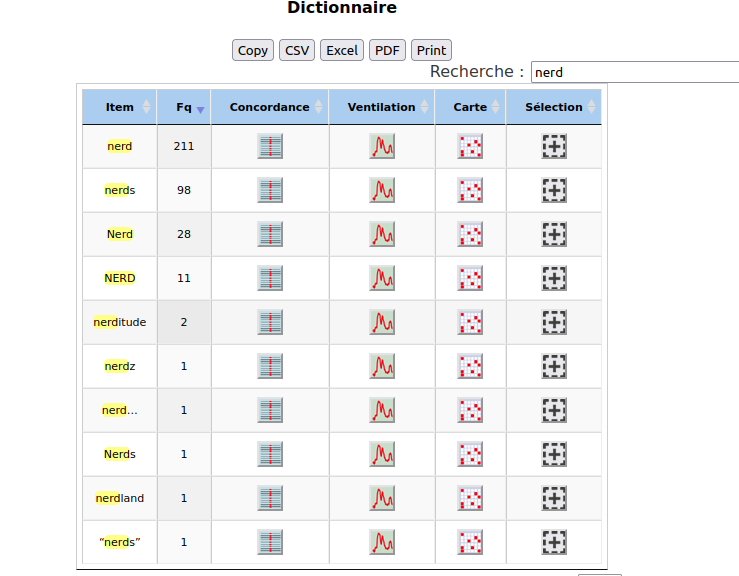 Dictionnaire
Copy CSV Excel PDF Print
Recherche : nerd
Item Fq Concordance Ventilation Carte Sélection
nerd 211
nerds 98
Nerd 28
NERD 11
nerditude 2
nerdz 1
nerd... 1
Nerds 1
nerdland 1
“nerds” 1